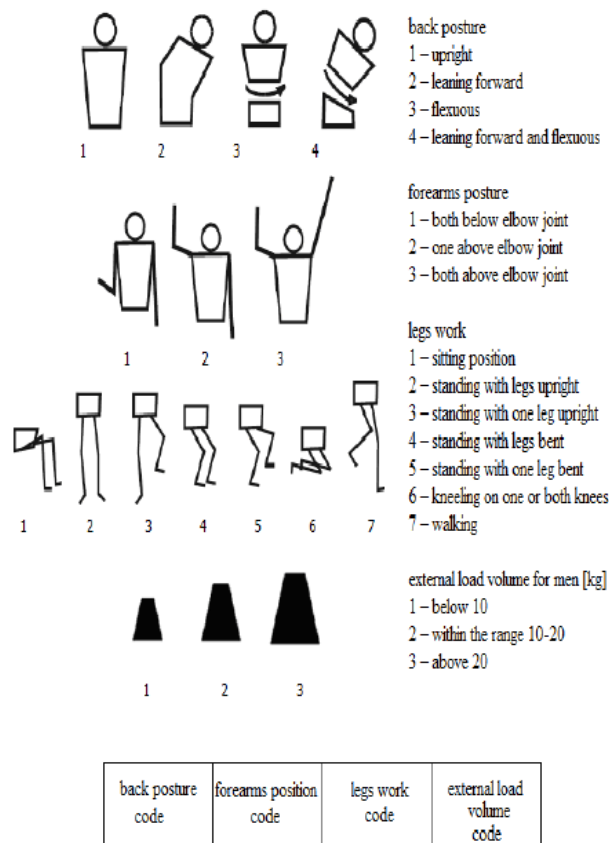 back posture
1 – upright
2 – leaning forward
3 – flexuous
4 – leaning forward and flexuous
1 2 3 4
forearms posture
1 – both below elbow joint
2 – one above elbow joint
3 – both above elbow joint
1 2 3
legs work
1 – sitting position
2 – standing with legs upright
3 – standing with one leg upright
4 – standing with legs bent
5 – standing with one leg bent
6 – kneeling on one or both knees
7 – walking
1 2 3 4 5 6 7
external load volume for men [kg]
1 – below 10
2 – within the range 10-20
3 – above 20
1 2 3
back posture
code
forearms position
code
legs work
code
external load
volume
code